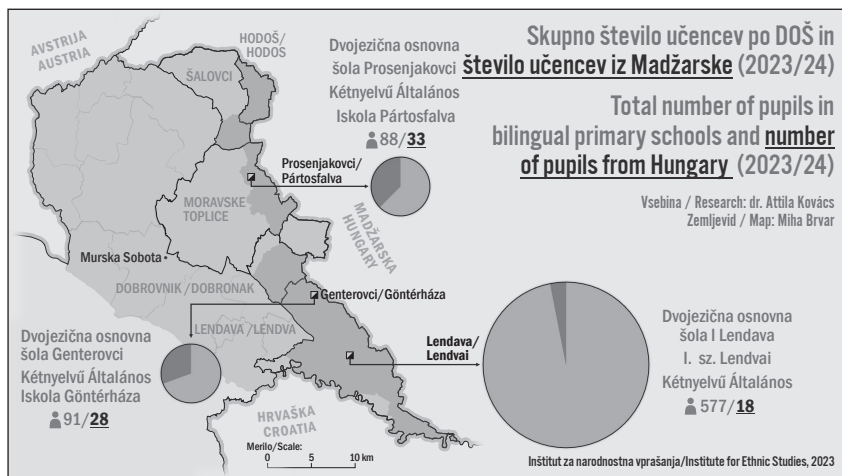 Skupno število učencev po DOŠ in
število učencev iz Madžarske (2023/24)
Total number of pupils in
bilingual primary schools and number
of pupils from Hungary (2023/24)
Vsebina / Research: dr. Attila Kovács
Zemljevid / Map: Miha Brvar
AVSTRIJA
AUSTRIA
HODOŠ/
HODOS
ŠALOVCI
Dvojezična osnovna
šola Prosenjakovci
Kétnyelvű Általános
Iskola Pártosfalva
88/33
Prosenjakovci/
Pártosfalva
MORAVSKE
TOPLICE
MADŽARSKA
HUNGARY
Murska Sobota
DOBROVNIK/DOBRONAK
Genterovci/Göntérháza
LENDAVA/LENDVA
Lendava/
Lendvai
Dvojezična osnovna
šola Genterovci
Kétnyelvű Általános
Iskola Göntérháza
91/28
Dvojezična osnovna
šola I Lendava
I. sz. Lendvai
Kétnyelvű Általános
577/18
HRVAŠKA
CROATIA
Merilo/Scale:
0 5 10 km
Inštitut za narodnostna vprašanja/Institute for Ethnic Studies, 2023